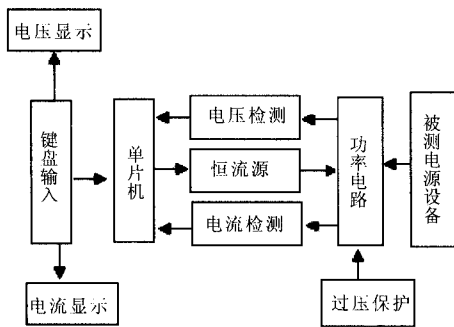 电压显示
键盘输入
单片机
电压检测
恒流源
电流检测
功率电路
被测电源设备
电流显示
过压保护